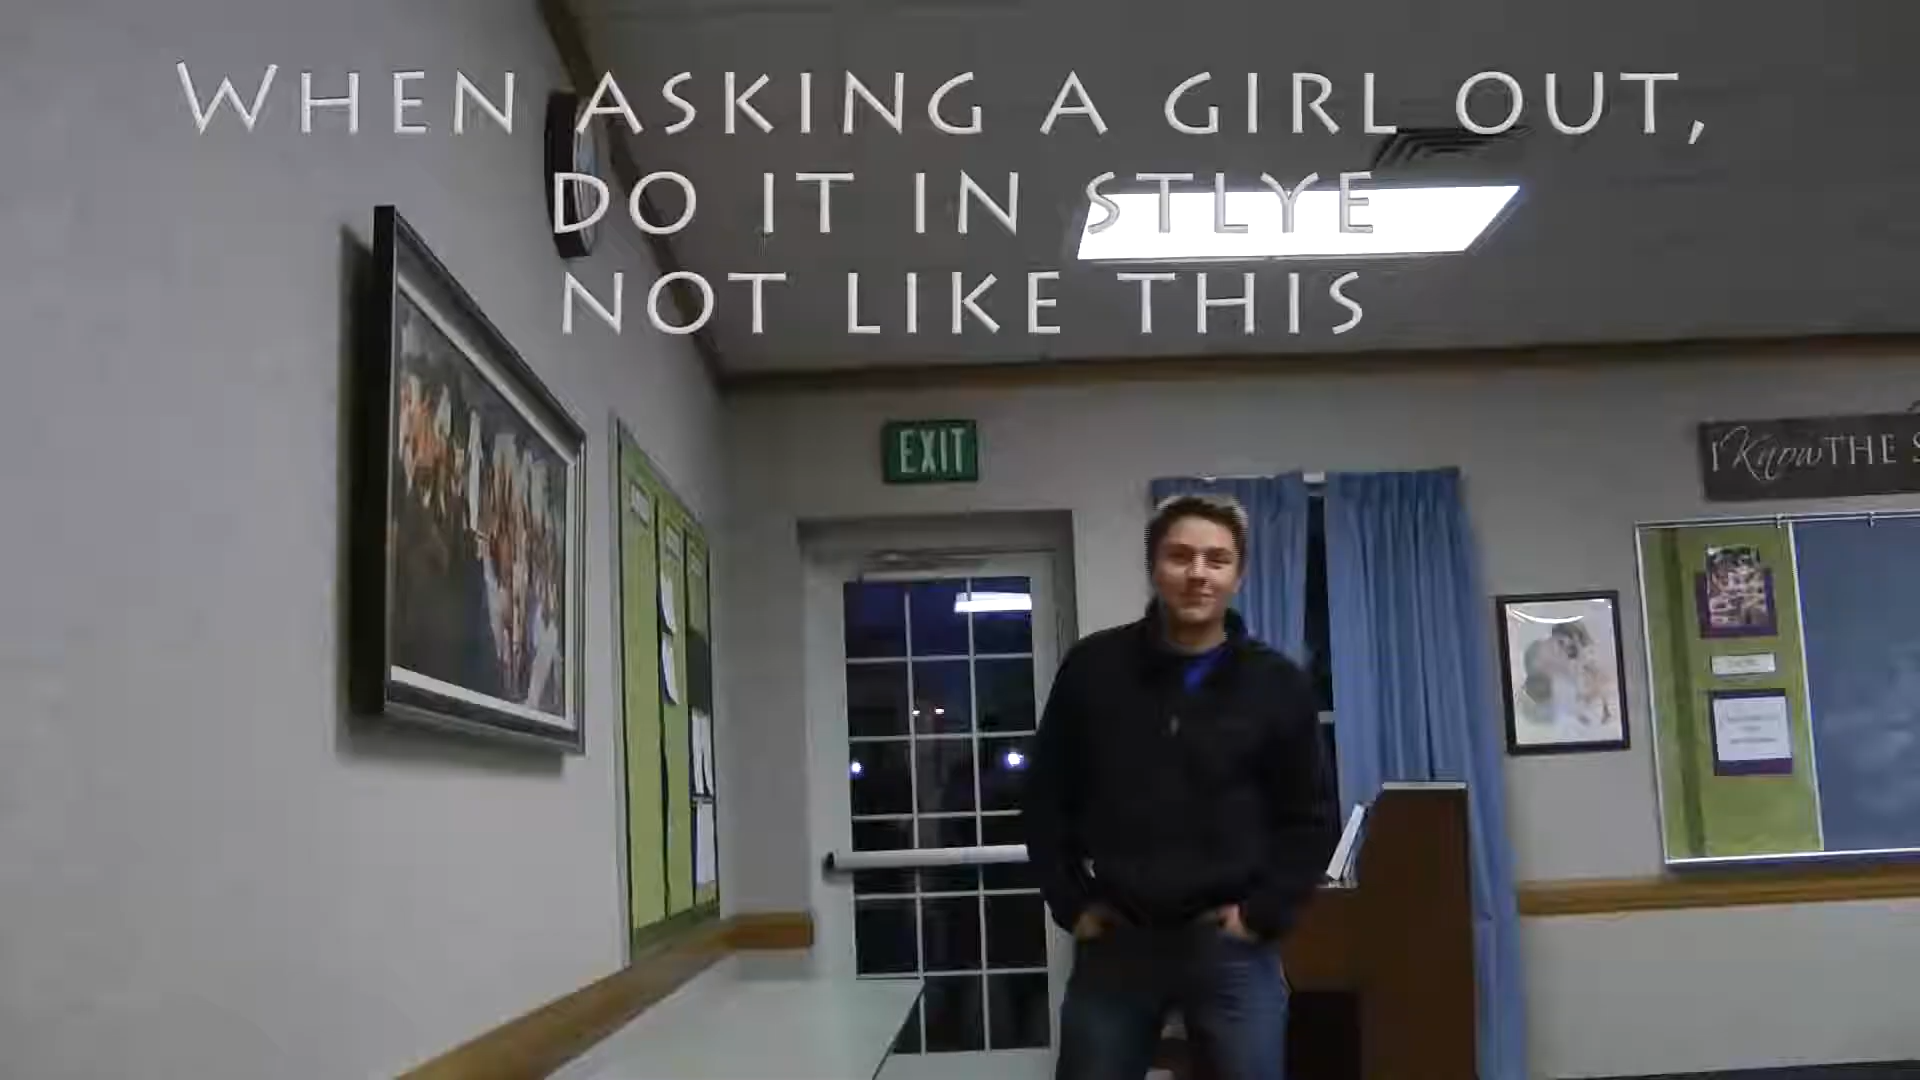 WHEN ASKING A GIRL OUT,
DO IT IN STLYE
NOT LIKE THIS
EXIT
I Know THE S